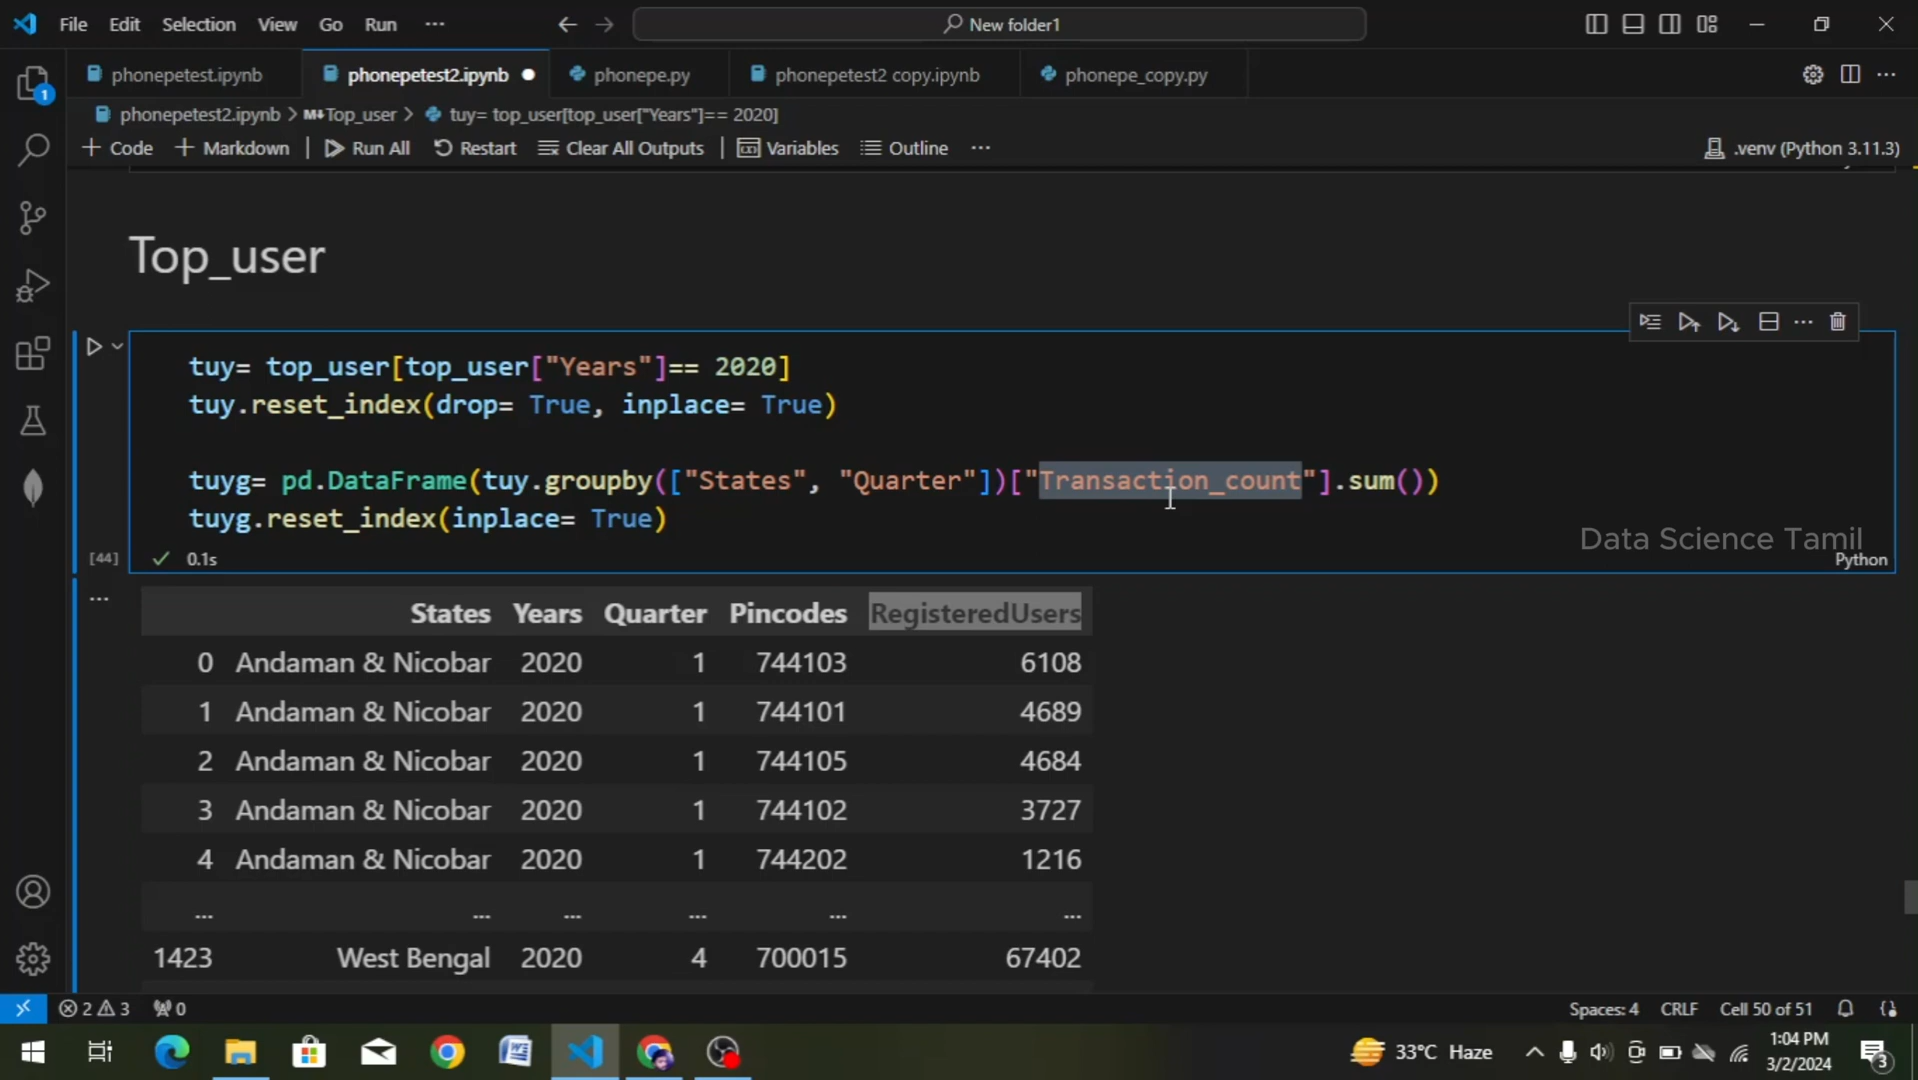 File Edit Selection View Go Run ··· New folder1
phonepetest.ipynb phonepetest2.ipynb phonepe.py phonepetest2 copy.ipynb phonepe_copy.py
1
phonepetest2.ipynb > M↓Top_user > tuy= top_user[top_user["Years"]== 2020]
+ Code + Markdown | Run All Restart Clear All Outputs | Variables Outline ··· .venv (Python 3.11.3)
Top_user
tuy= top_user[top_user["Years"]== 2020]
tuy.reset_index(drop= True, inplace= True)
tuyg= pd.DataFrame(tuy.groupby(["States", "Quarter"])["Transaction_count"].sum())
tuyg.reset_index(inplace= True)
Data Science Tamil
[44] ✓ 0.1s Python
... States Years Quarter Pincodes RegisteredUsers
0 Andaman & Nicobar 2020 1 744103 6108
1 Andaman & Nicobar 2020 1 744101 4689
2 Andaman & Nicobar 2020 1 744105 4684
3 Andaman & Nicobar 2020 1 744102 3727
4 Andaman & Nicobar 2020 1 744202 1216
... ... ... ... ... ...
1423 West Bengal 2020 4 700015 67402
2 3 0 Spaces: 4 CRLF Cell 50 of 51
33°C Haze 1:04 PM
3/2/2024 3